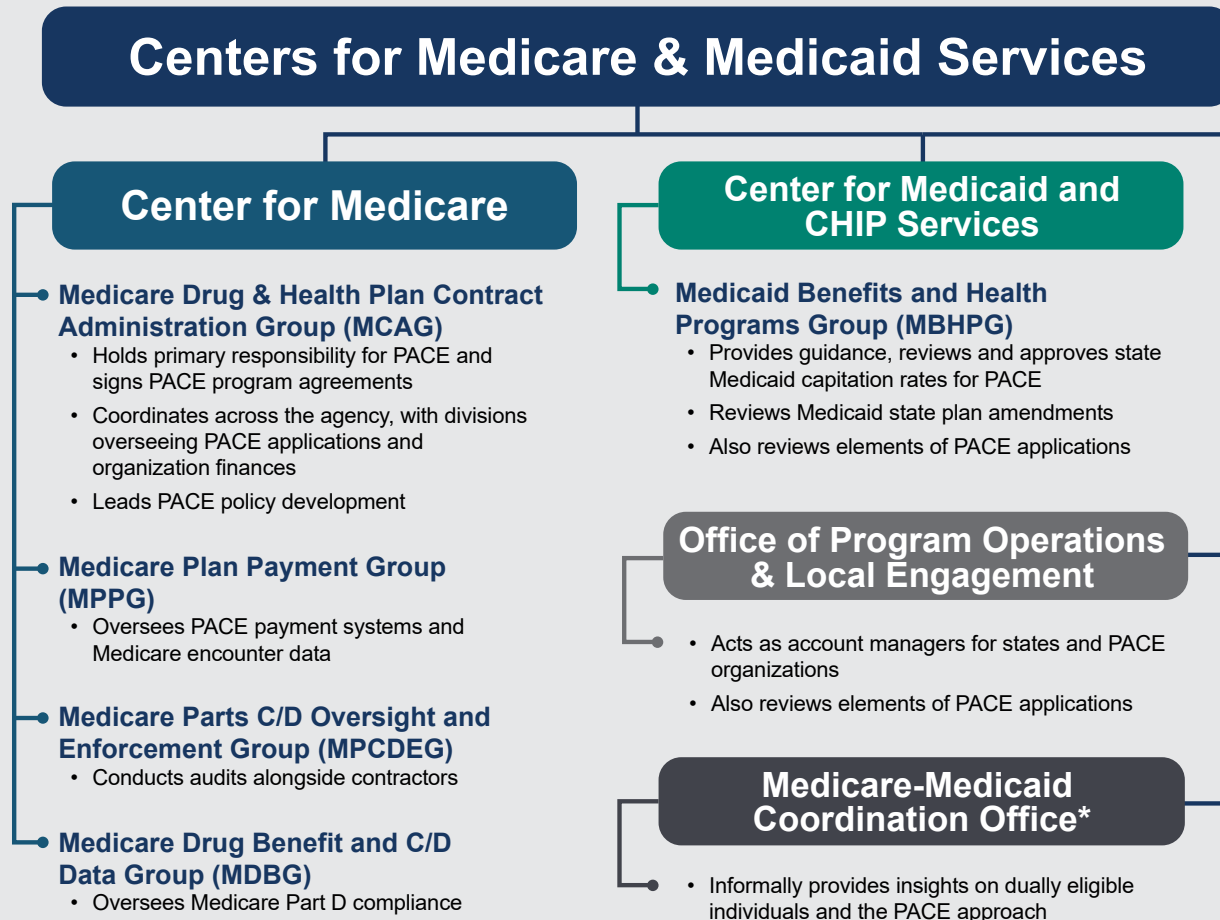 Centers for Medicare & Medicaid Services
Center for Medicare
Medicare Drug & Health Plan Contract
Administration Group (MCAG)
• Holds primary responsibility for PACE and
signs PACE program agreements
• Coordinates across the agency, with divisions
overseeing PACE applications and
organization finances
• Leads PACE policy development
Medicare Plan Payment Group
(MPPG)
• Oversees PACE payment systems and
Medicare encounter data
Medicare Parts C/D Oversight and
Enforcement Group (MPCDEG)
• Conducts audits alongside contractors
Medicare Drug Benefit and C/D
Data Group (MDBG)
• Oversees Medicare Part D compliance
Center for Medicaid and
CHIP Services
Medicaid Benefits and Health
Programs Group (MBHPG)
• Provides guidance, reviews and approves state
Medicaid capitation rates for PACE
• Reviews Medicaid state plan amendments
• Also reviews elements of PACE applications
Office of Program Operations
& Local Engagement
• Acts as account managers for states and PACE
organizations
• Also reviews elements of PACE applications
Medicare-Medicaid
Coordination Office*
• Informally provides insights on dually eligible
individuals and the PACE approach